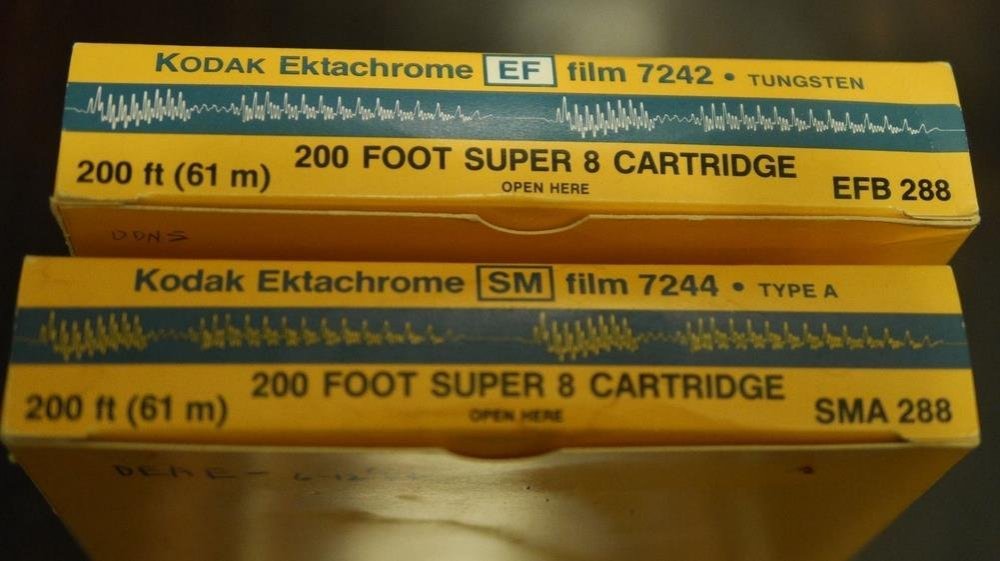 KODAK Ektachrome EF film 7242 • TUNGSTEN
200 FOOT SUPER 8 CARTRIDGE
200 ft (61 m)
OPEN HERE
EFB 288
DDNS
Kodak Ektachrome SM film 7244 • TYPE A
200 FOOT SUPER 8 CARTRIDGE
200 ft (61 m)
OPEN HERE
SMA 288